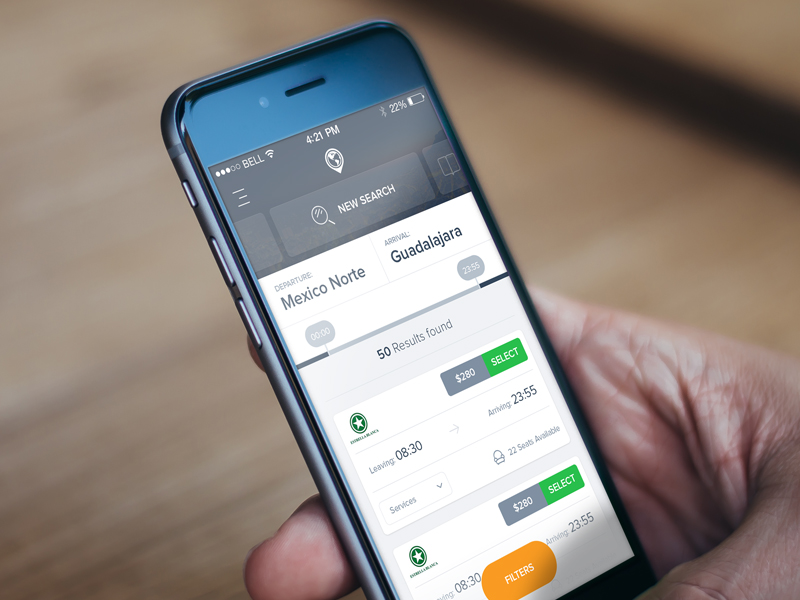 BELL
4:21 PM
22%
NEW SEARCH
DEPARTURE:
Mexico Norte
ARRIVAL:
Guadalajara
00:00
23:55
50 Results found
$280 SELECT
ESTRELLA BLANCA
Leaving: 08:30
Arriving: 23:55
22 Seats Available
Services
$280 SELECT
ESTRELLA BLANCA
08:30
Arriving: 23:55
FILTERS